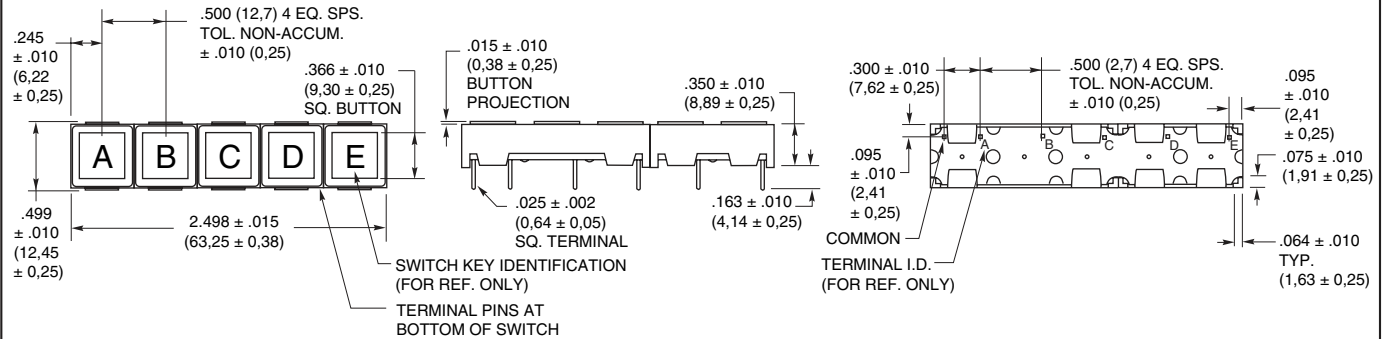 .500 (12,7) 4 EQ. SPS.
TOL. NON-ACCUM.
± .010 (0,25)
.245
± .010
(6,22
± 0,25)
.366 ± .010
(9,30 ± 0,25)
SQ. BUTTON
A B C D E
.499
± .010
(12,45
± 0,25)
2.498 ± .015
(63,25 ± 0,38)
SWITCH KEY IDENTIFICATION
(FOR REF. ONLY)
TERMINAL PINS AT
BOTTOM OF SWITCH
.015 ± .010
(0,38 ± 0,25)
BUTTON
PROJECTION
.350 ± .010
(8,89 ± 0,25)
.025 ± .002
(0,64 ± 0,05)
SQ. TERMINAL
.163 ± .010
(4,14 ± 0,25)
.300 ± .010
(7,62 ± 0,25)
.500 (2,7) 4 EQ. SPS.
TOL. NON-ACCUM.
± .010 (0,25)
.095
± .010
(2,41
± 0,25)
A B C D E
.095
± .010
(2,41
± 0,25)
.075 ± .010
(1,91 ± 0,25)
COMMON
TERMINAL I.D.
(FOR REF. ONLY)
.064 ± .010
TYP.
(1,63 ± 0,25)